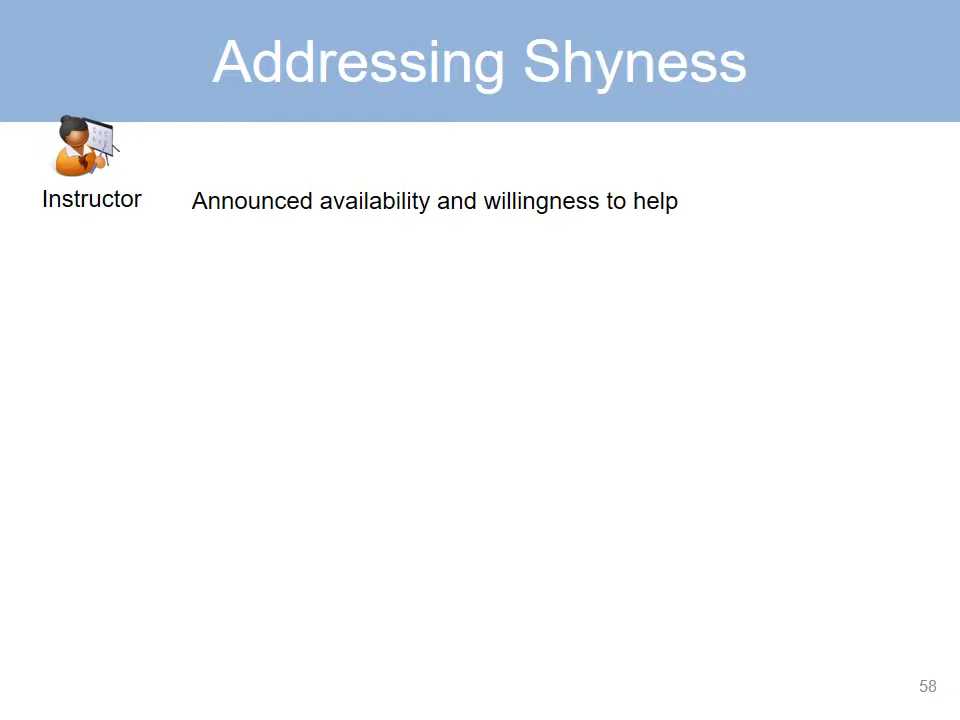 Addressing Shyness
Instructor
Announced availability and willingness to help
58